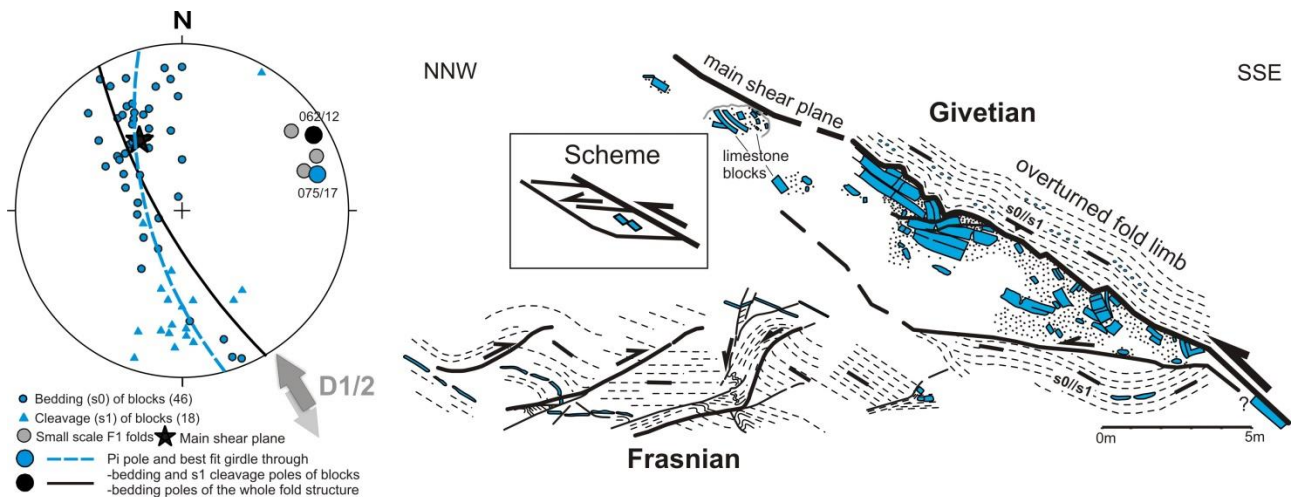 N
062/12
075/17
D1/2
Bedding (s0) of blocks (46)
Cleavage (s1) of blocks (18)
Small scale F1 folds
Main shear plane
Pi pole and best fit girdle through
-bedding and s1 cleavage poles of blocks
-bedding poles of the whole fold structure
NNW
SSE
main shear plane
Givetian
limestone
blocks
Scheme
overturned fold limb
s0//s1
s0//s1
?
Frasnian
0m
5m